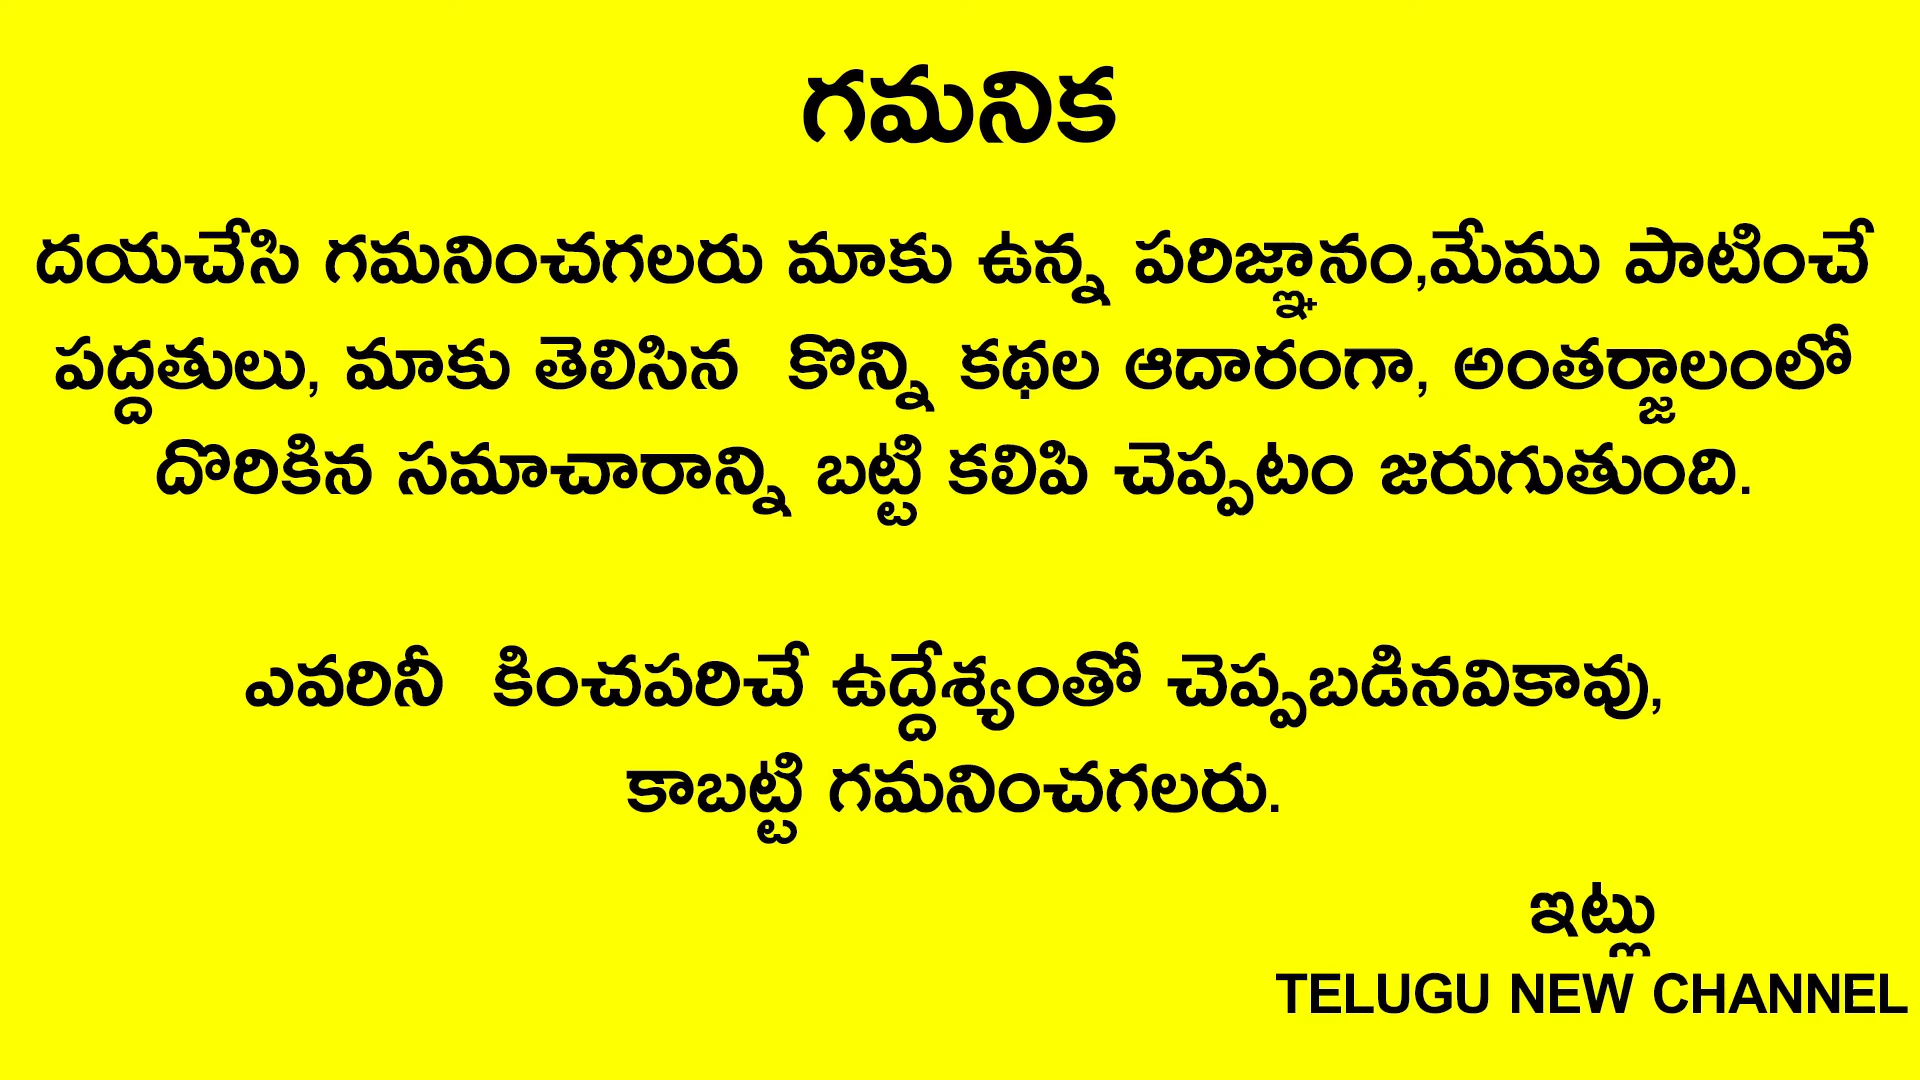 గమనిక
దయచేసి గమనించగలరు మాకు ఉన్న పరిజ్ఞానం,మేము పాటించే
పద్దతులు, మాకు తెలిసిన కొన్ని కథల ఆదారంగా, అంతర్జాలంలో
దొరికిన సమాచారాన్ని బట్టి కలిపి చెప్పటం జరుగుతుంది.
ఎవరినీ కించపరిచే ఉద్దేశ్యంతో చెప్పబడినవికావు,
కాబట్టి గమనించగలరు.
ఇట్లు
TELUGU NEW CHANNEL